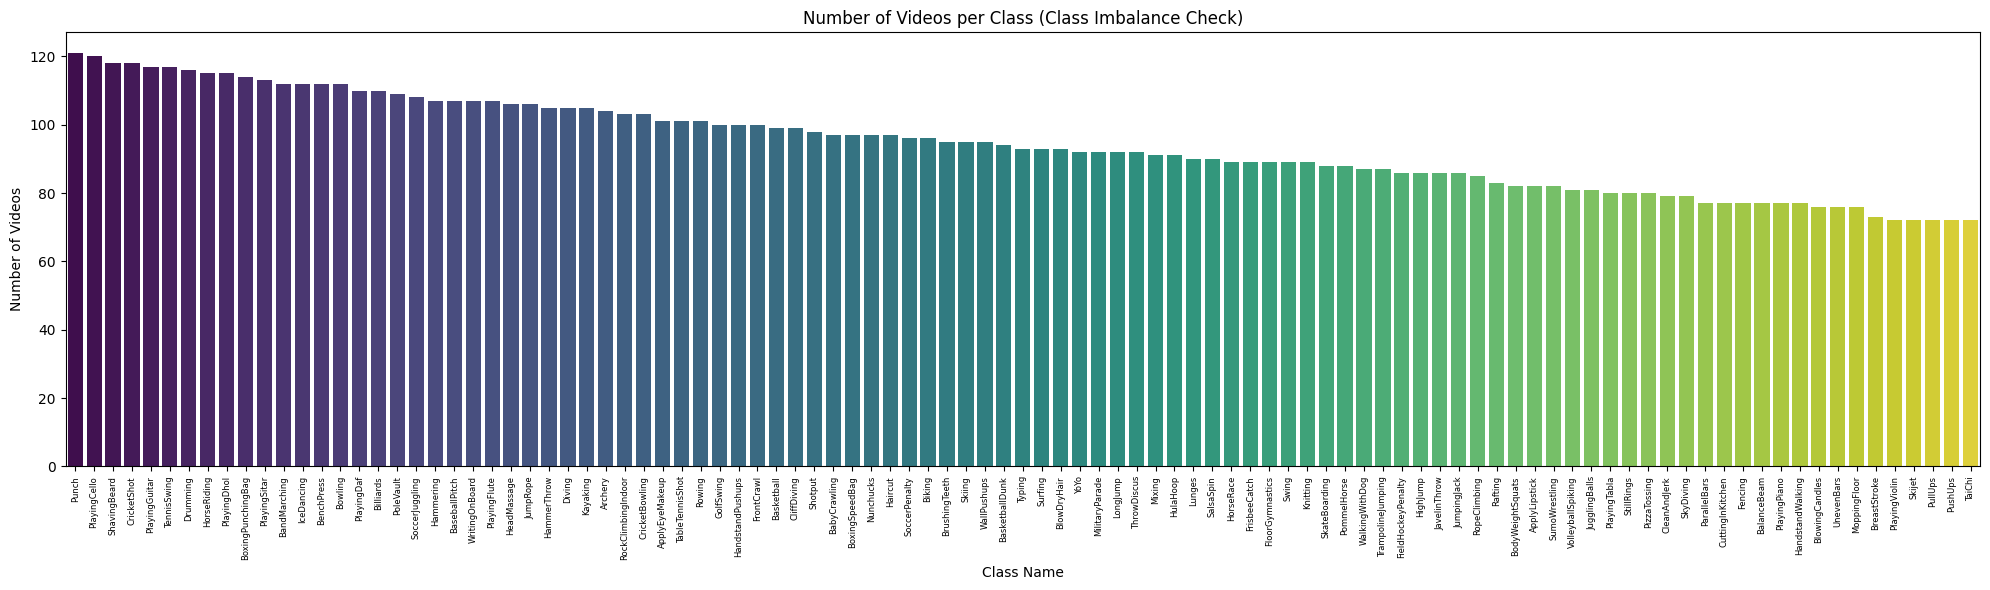 Number of Videos per Class (Class Imbalance Check)
Number of Videos
120
100
80
60
40
20
0
Punch
PlayingCello
ShavingBeard
CricketShot
PlayingGuitar
TennisSwing
Drumming
HorseRiding
PlayingDhol
BoxingPunchingBag
PlayingSitar
BandMarching
IceDancing
BenchPress
Bowling
PlayingDaf
Billiards
PoleVault
SoccerJuggling
Hammering
BaseballPitch
WritingOnBoard
PlayingFlute
HeadMassage
JumpRope
HammerThrow
Diving
Kayaking
Archery
RockClimbingIndoor
CricketBowling
ApplyEyeMakeup
TableTennisShot
Rowing
GolfSwing
HandstandPushups
FrontCrawl
Basketball
CliffDiving
Shotput
BabyCrawling
BoxingSpeedBag
Nunchucks
Haircut
SoccerPenalty
Biking
BrushingTeeth
Skiing
WallPushups
BasketballDunk
Typing
Surfing
BlowDryHair
YoYo
MilitaryParade
LongJump
ThrowDiscus
Mixing
HulaHoop
Lunges
SalsaSpin
HorseRace
FrisbeeCatch
FloorGymnastics
Swing
Knitting
SkateBoarding
PommelHorse
WalkingWithDog
TrampolineJumping
FieldHockeyPenalty
HighJump
JavelinThrow
JumpingJack
RopeClimbing
Rafting
BodyWeightSquats
ApplyLipstick
SumoWrestling
VolleyballSpiking
JugglingBalls
PlayingTabla
StillRings
PizzaTossing
CleanAndJerk
SkyDiving
ParallelBars
CuttingInKitchen
Fencing
BalanceBeam
PlayingPiano
HandstandWalking
BlowingCandles
UnevenBars
MoppingFloor
BreastStroke
PlayingViolin
Skijet
PullUps
PushUps
TaiChi
Class Name